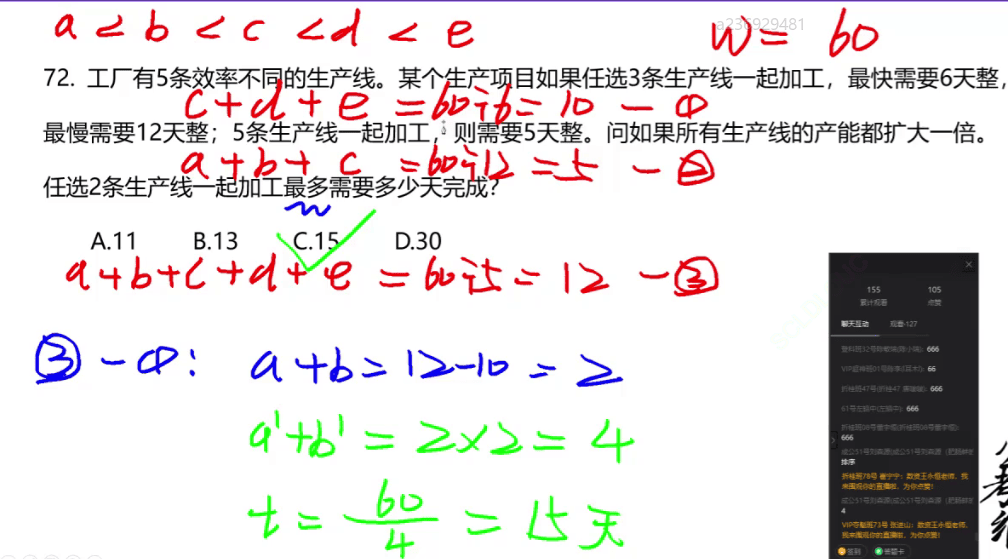 a < b < c < d < e
W = 60
a236929481
72. 工厂有5条效率不同的生产线。某个生产项目如果任选3条生产线一起加工，最快需要6天整，
c + d + e = 60÷6 = 10 — ①
最慢需要12天整；5条生产线一起加工，则需要5天整。问如果所有生产线的产能都扩大一倍。
a + b + c = 60÷12 = 5 — ②
任选2条生产线一起加工最多需要多少天完成？
A.11 B.13 C.15 D.30
a + b + c + d + e = 60÷5 = 12 — ③
③ — ①: a + b = 12 - 10 = 2
a' + b' = 2 × 2 = 4
t = 60/4 = 15天
155 105
累计观看 点赞
聊天互动 观看·127
666
66
666
666
666
排序
4
签到 答题卡